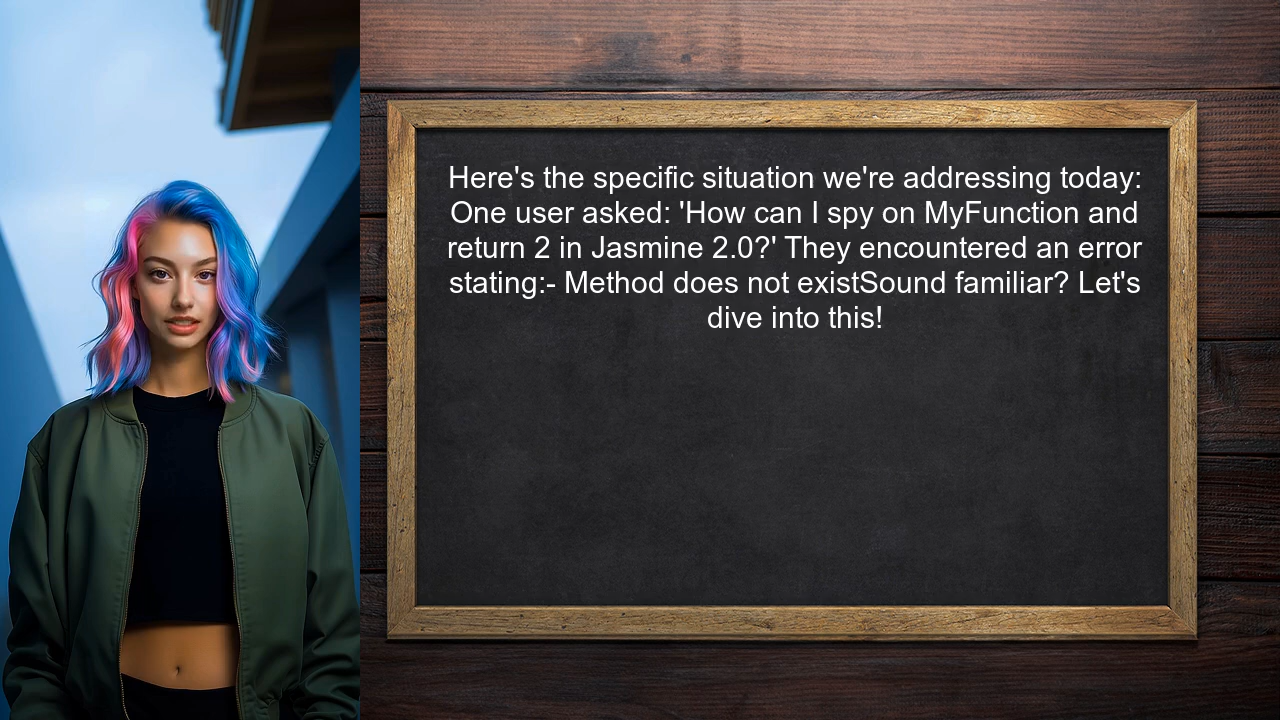 Here's the specific situation we're addressing today:
One user asked: 'How can I spy on MyFunction and
return 2 in Jasmine 2.0?' They encountered an error
stating:- Method does not existSound familiar? Let's
dive into this!